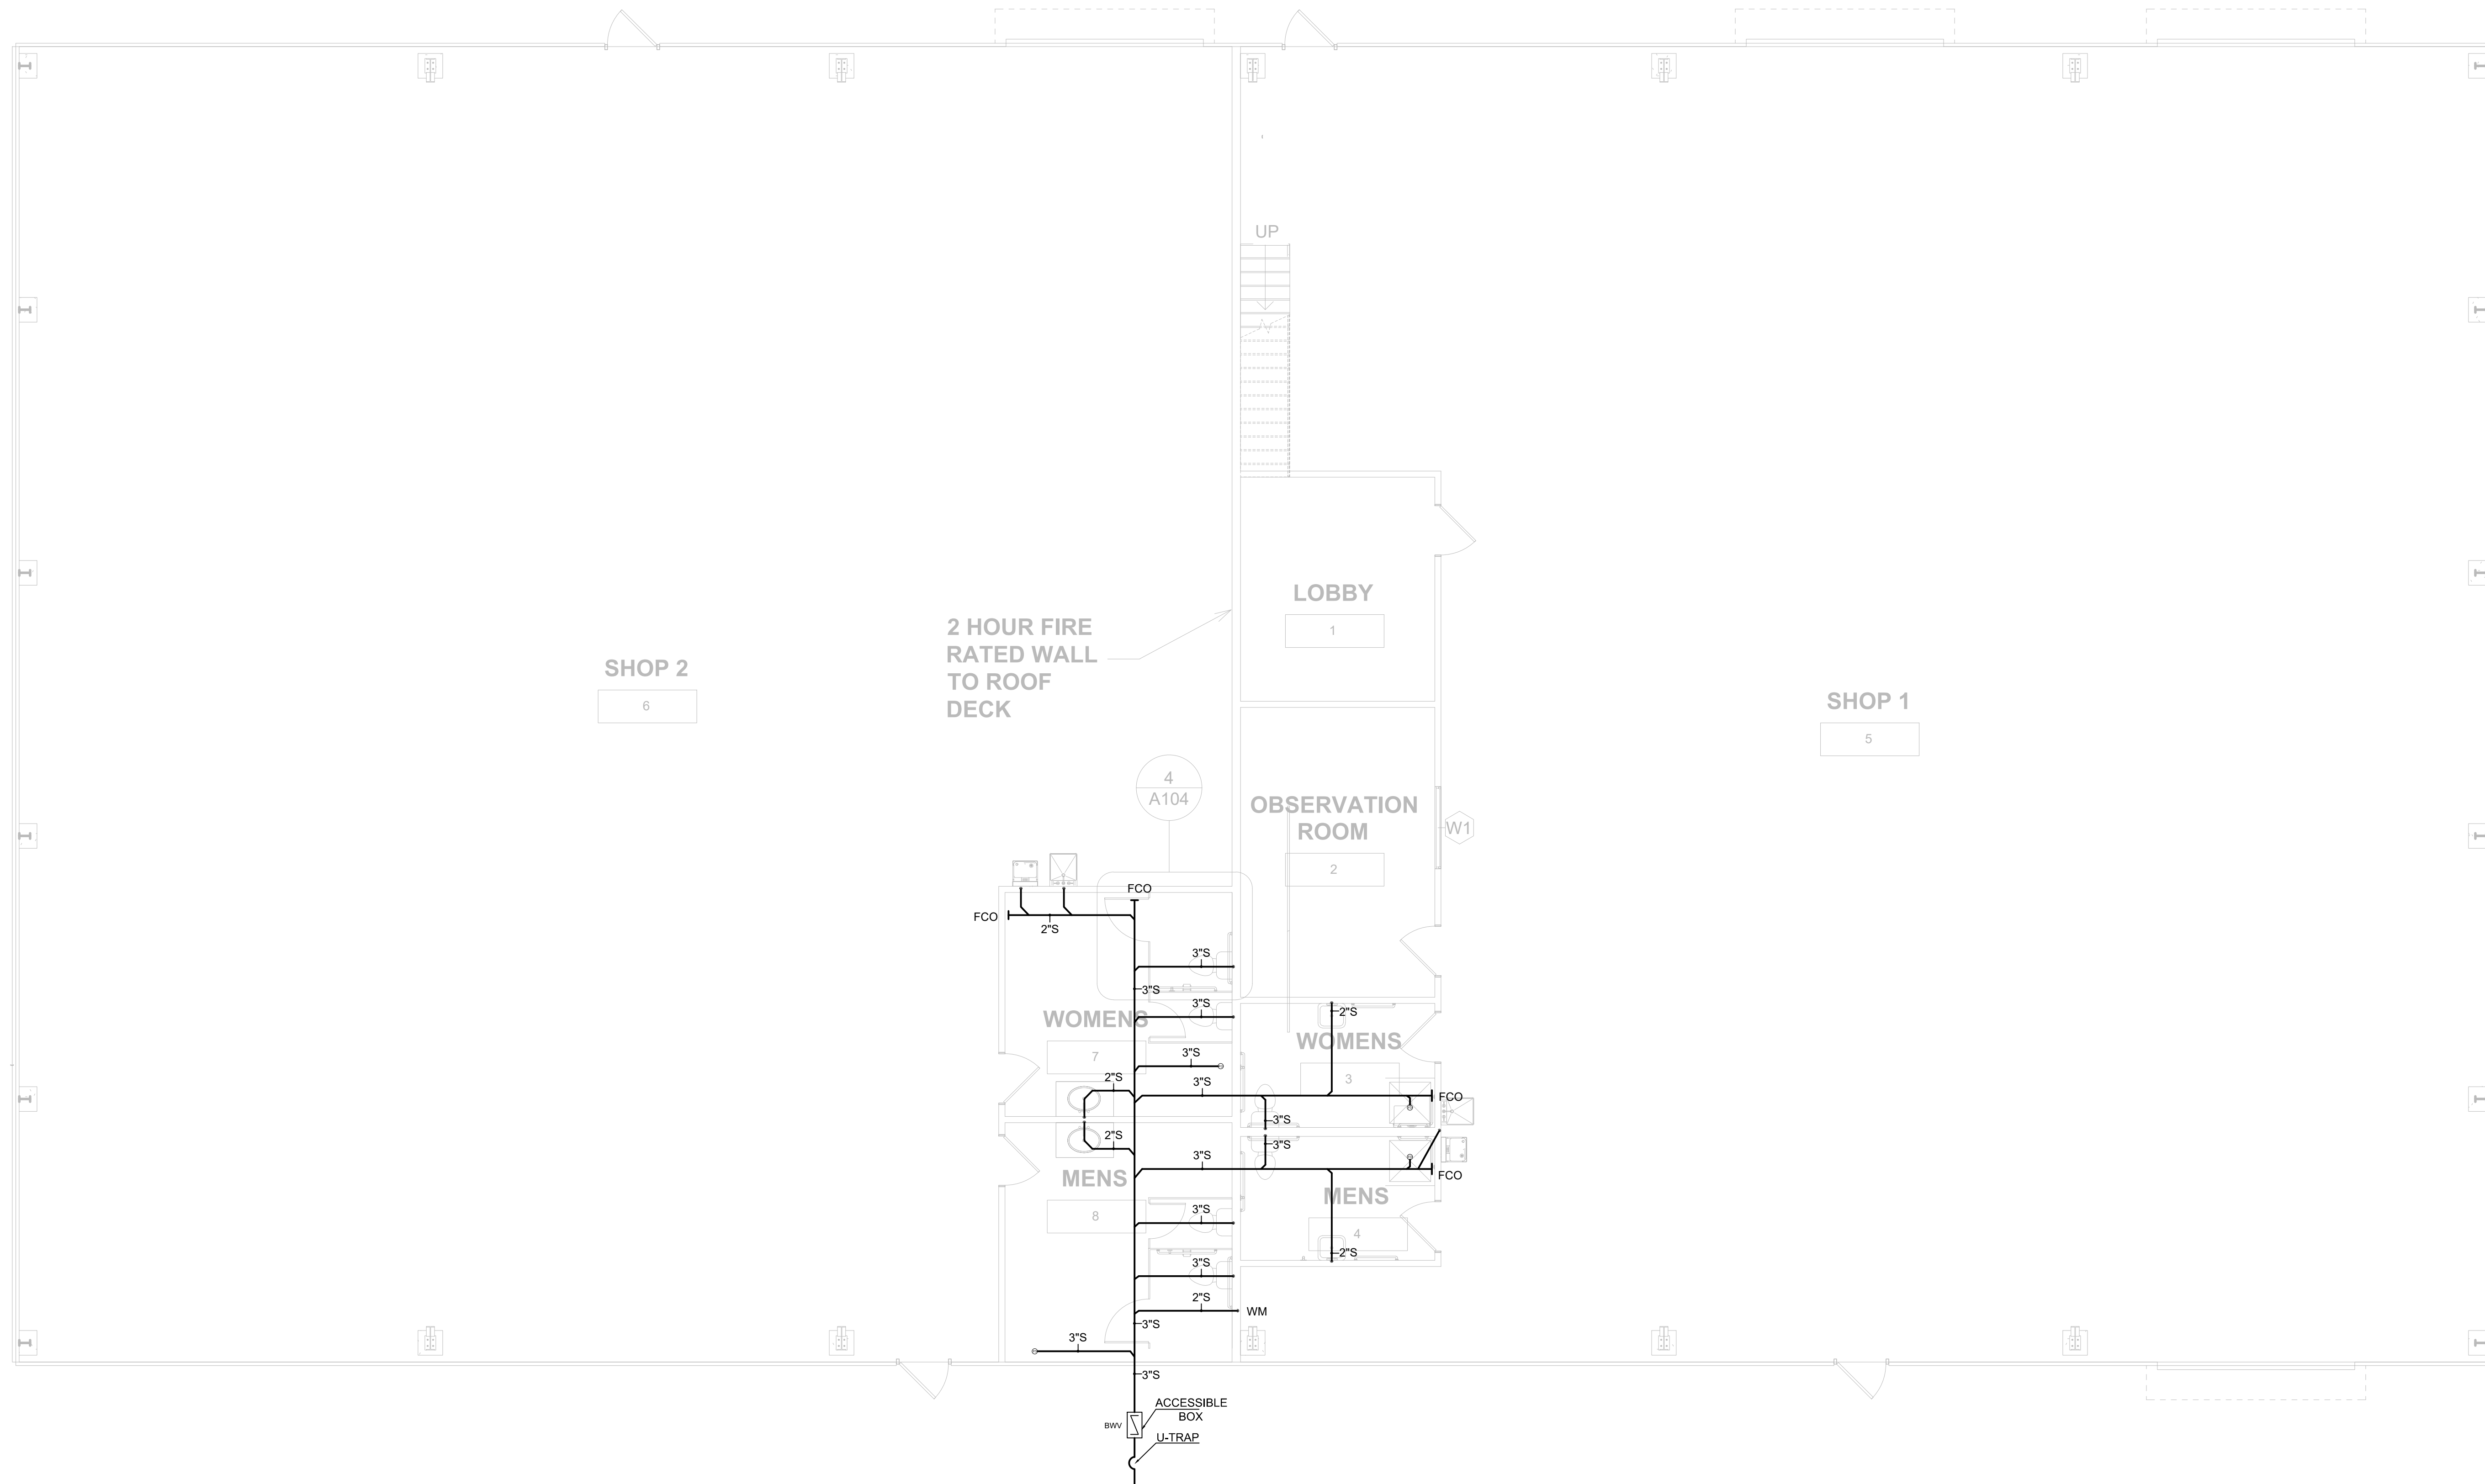 UP
LOBBY
1
2 HOUR FIRE
RATED WALL
TO ROOF
DECK
SHOP 2
6
SHOP 1
5
4
A104
OBSERVATION
ROOM
2
W1
FCO
FCO
2"S
3"S
3"S
3"S
WOMENS
7
2"S
WOMENS
3
3"S
2"S
3"S
FCO
3"S
3"S
2"S
3"S
FCO
MENS
8
MENS
4
3"S
2"S
3"S
2"S
WM
3"S
3"S
3"S
ACCESSIBLE
BOX
BWV
U-TRAP